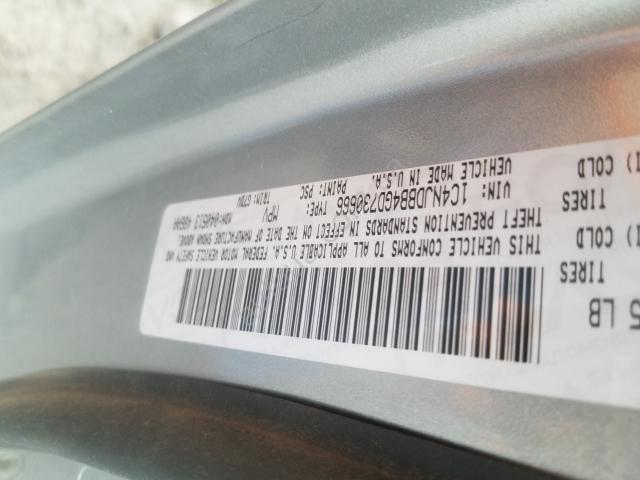 THIS VEHICLE CONFORMS TO ALL APPLICABLE U.S.A. FEDERAL MOTOR VEHICLE SAFETY AND
THEFT PREVENTION STANDARDS IN EFFECT ON THE DATE OF MANUFACTURE SHOWN ABOVE.
VIN: 1C4NJDBB4GD730666 TYPE: MPV
VEHICLE MADE IN U.S.A. PAINT: PSC TRIM:
5 LB
TIRES
(I) COLD
TIRES
(I) COLD